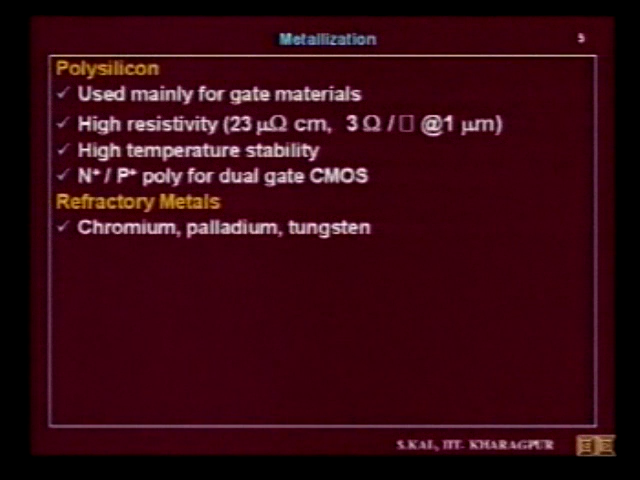 Metallization
5
Polysilicon
✓ Used mainly for gate materials
✓ High resistivity (23 μΩ cm, 3 Ω / □ @1 μm)
✓ High temperature stability
✓ N⁺ / P⁺ poly for dual gate CMOS
Refractory Metals
✓ Chromium, palladium, tungsten
S.KAL, IIT- KHARAGPUR